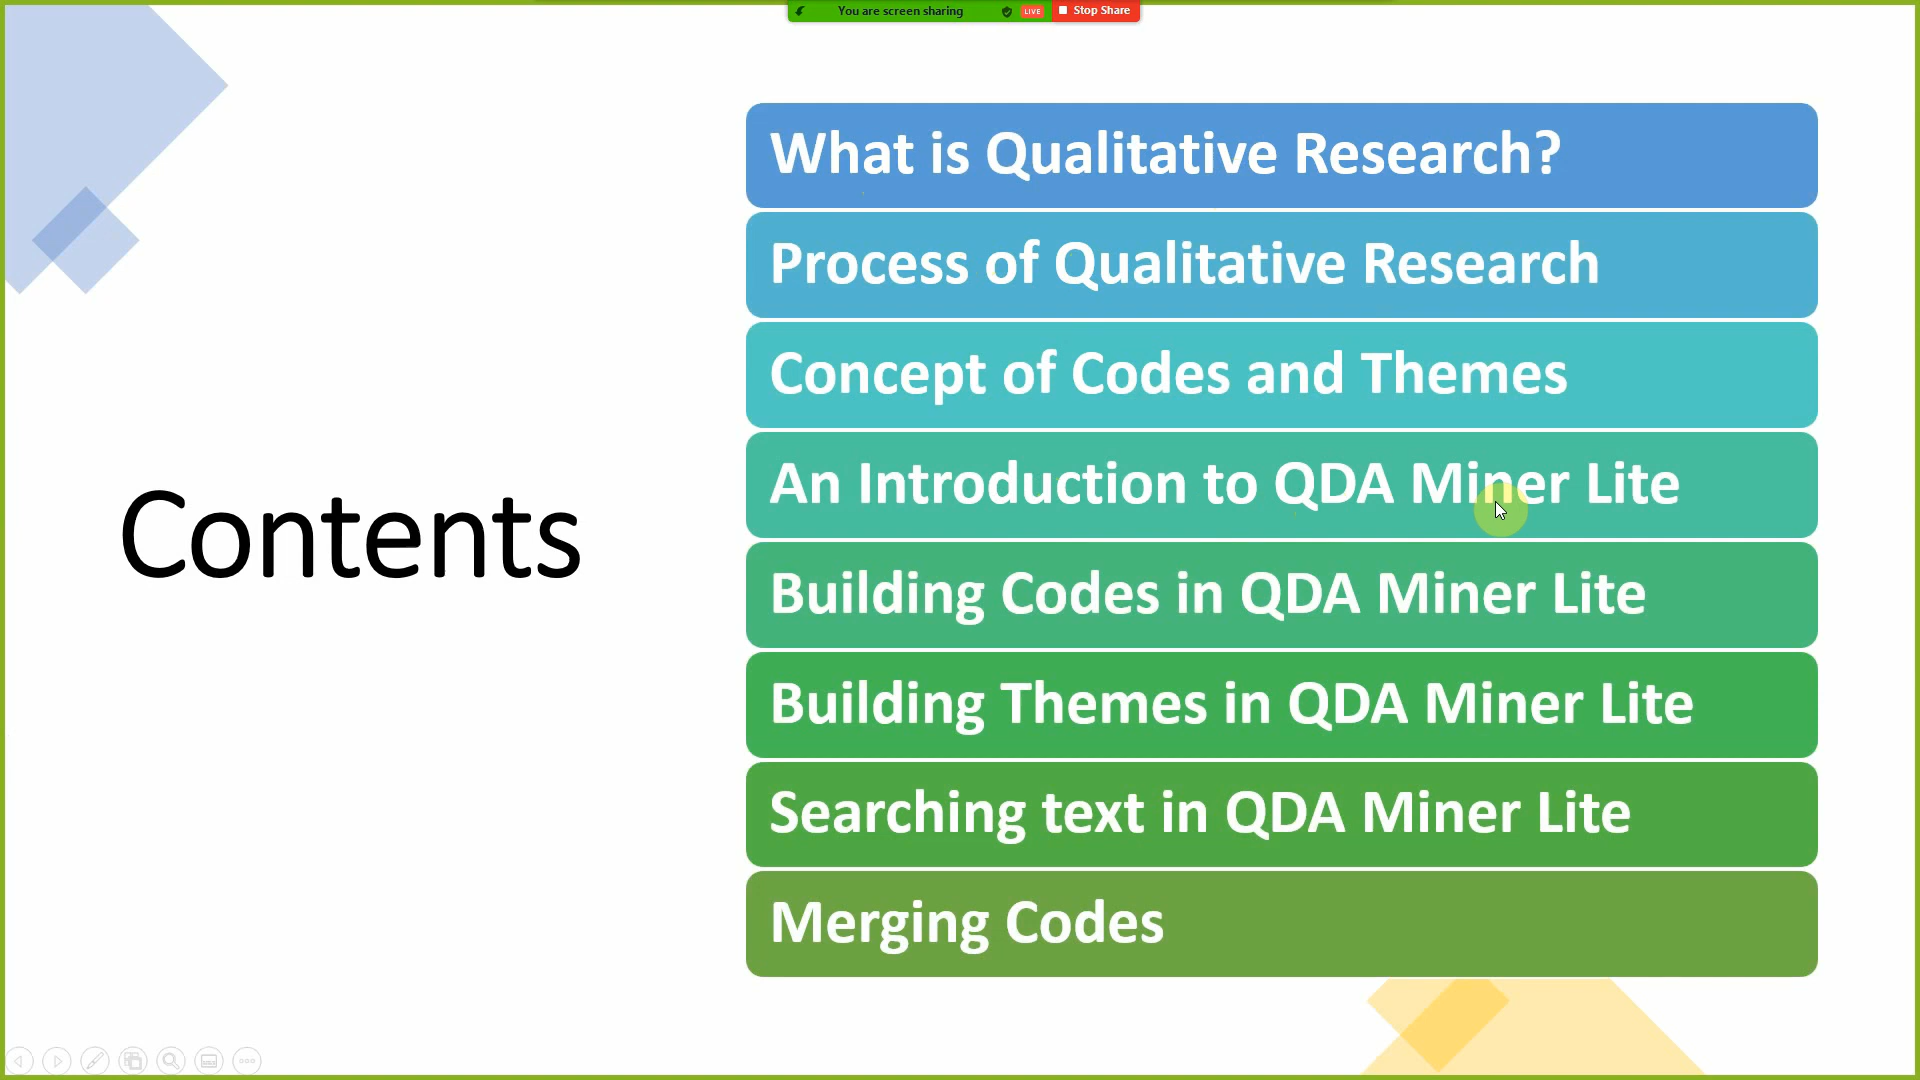 You are screen sharing
LIVE
Stop Share
What is Qualitative Research?
Process of Qualitative Research
Concept of Codes and Themes
An Introduction to QDA Miner Lite
Contents
Building Codes in QDA Miner Lite
Building Themes in QDA Miner Lite
Searching text in QDA Miner Lite
Merging Codes